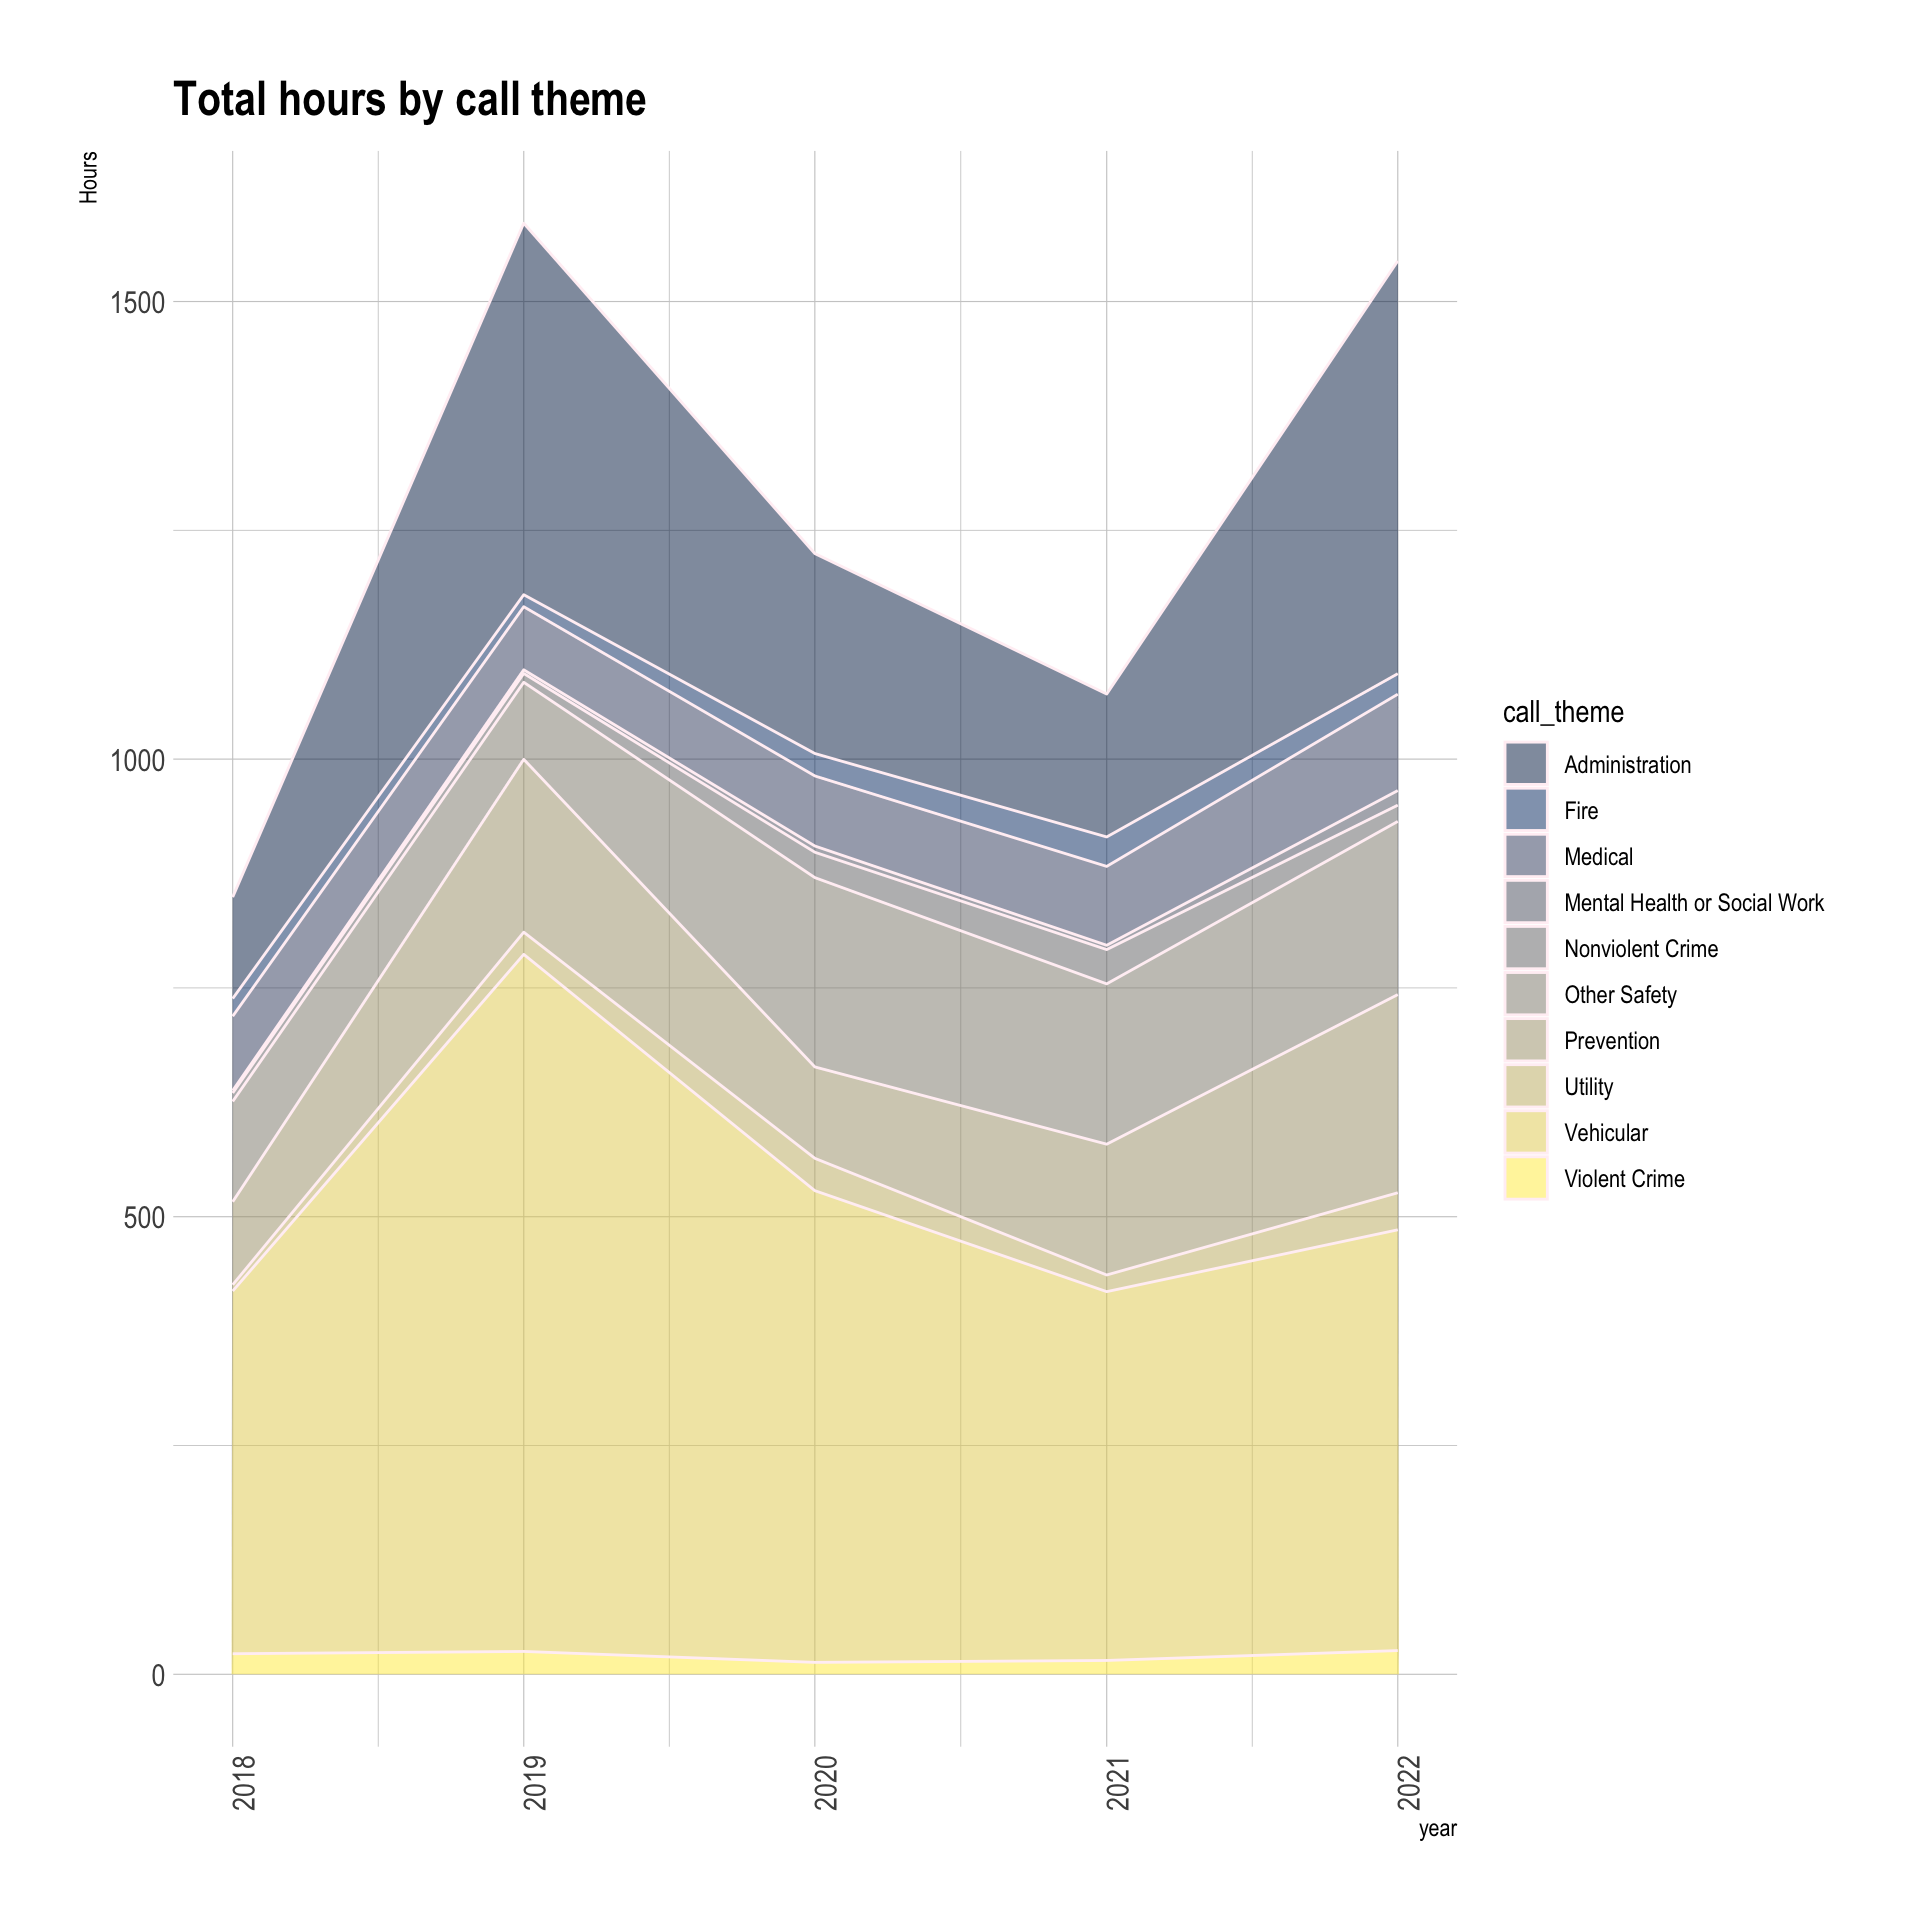 Total hours by call theme
Hours
1500
1000
500
0
2018
2019
2020
2021
2022
year
call_theme
Administration
Fire
Medical
Mental Health or Social Work
Nonviolent Crime
Other Safety
Prevention
Utility
Vehicular
Violent Crime